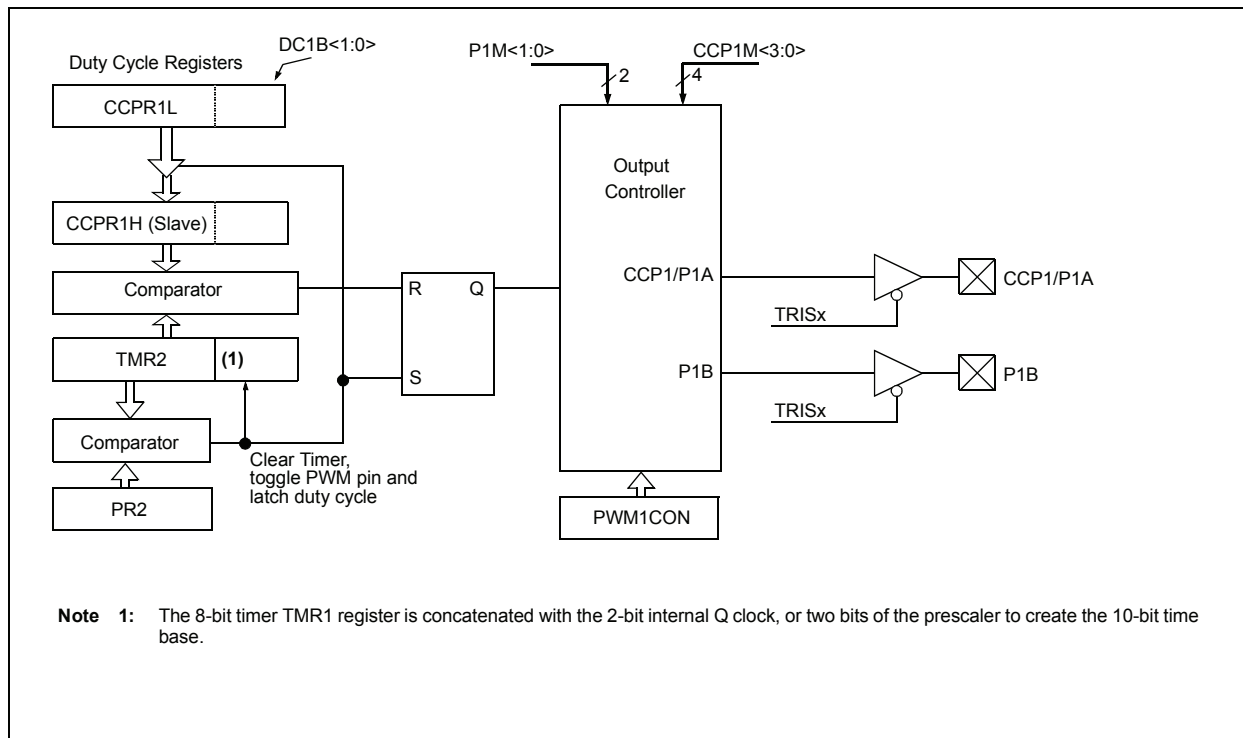 DC1B<1:0>
Duty Cycle Registers
CCPR1L
CCPR1H (Slave)
Comparator
TMR2 (1)
Comparator
PR2
Clear Timer,
toggle PWM pin and
latch duty cycle
R Q
S
P1M<1:0> CCP1M<3:0>
2 4
Output
Controller
CCP1/P1A
P1B
PWM1CON
TRISx
CCP1/P1A
TRISx
P1B
Note 1: The 8-bit timer TMR1 register is concatenated with the 2-bit internal Q clock, or two bits of the prescaler to create the 10-bit time
base.